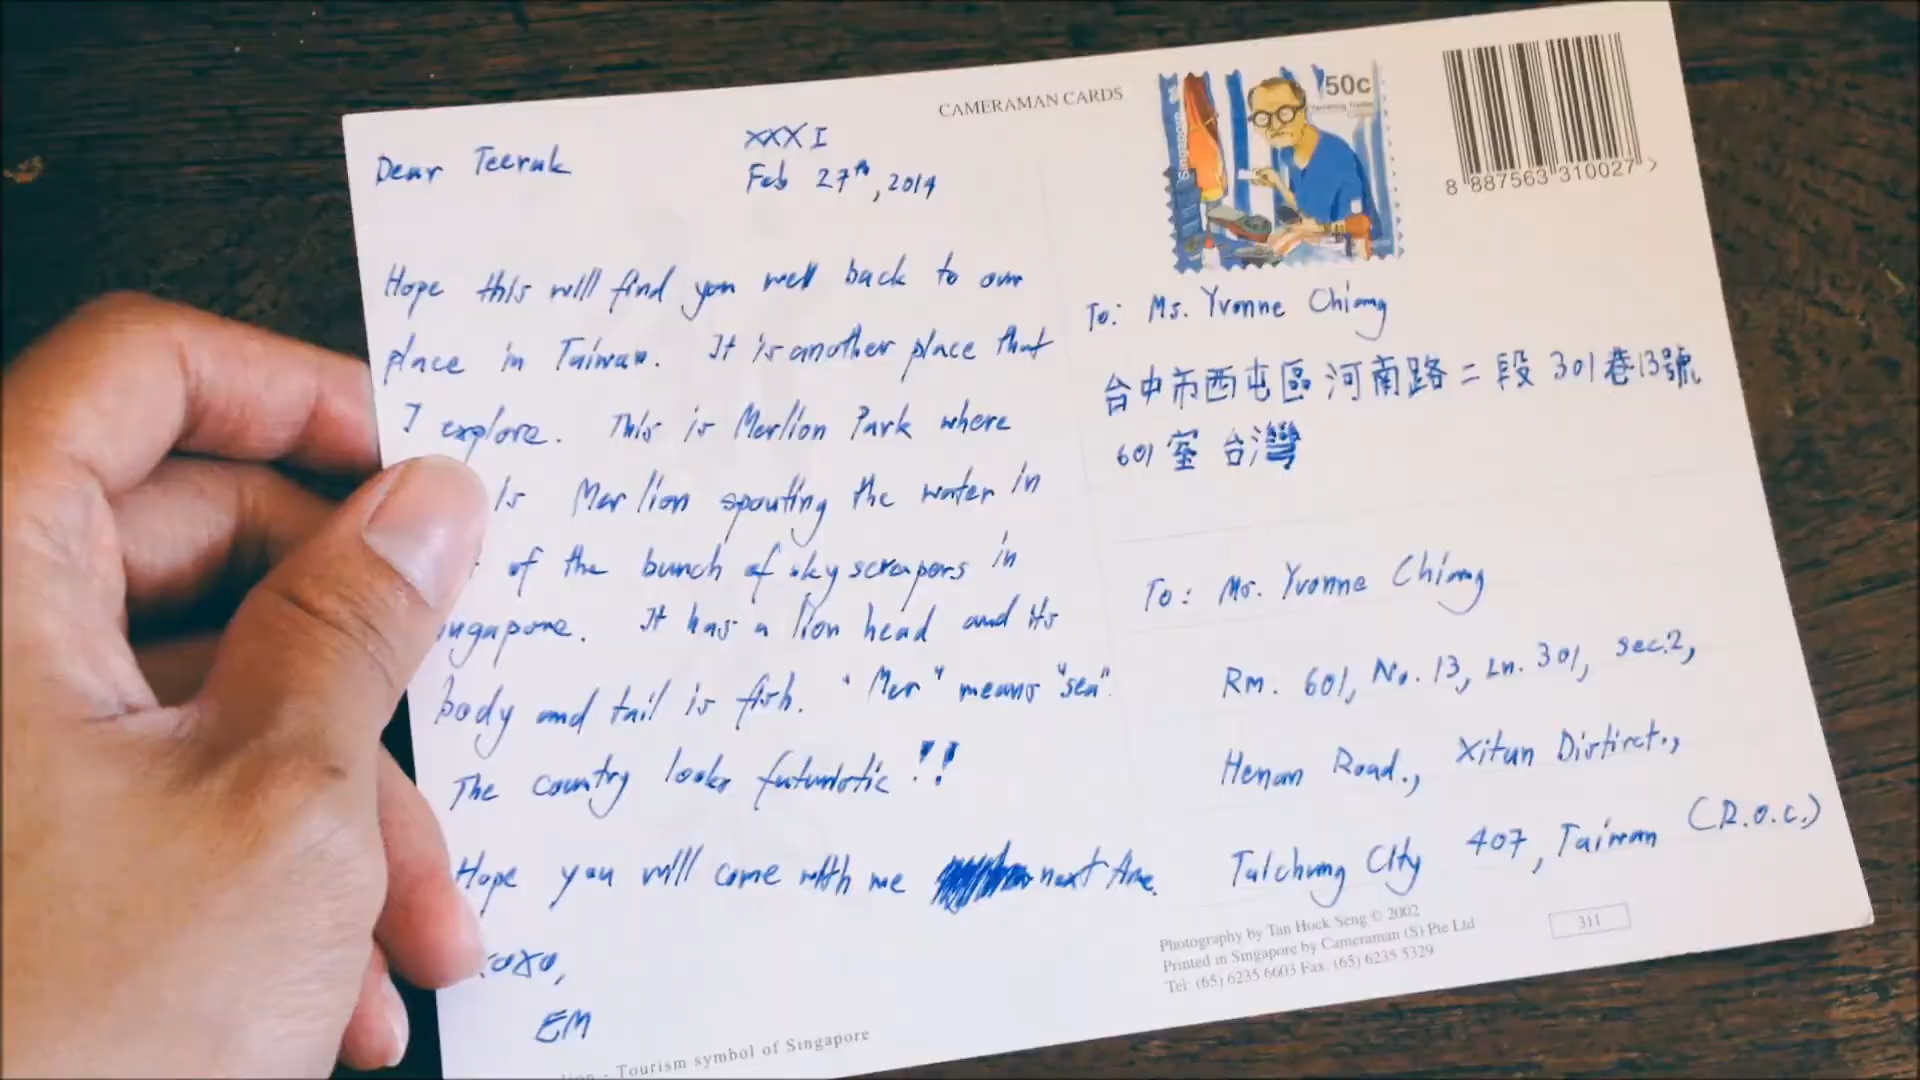 CAMERAMAN CARDS
Dear Teeruk
XXXI
Feb 27th, 2014
Hope this will find you well back to our
place in Taiwan. It is another place that
I explore. This is Merlion Park where
is Merlion spouting the water in
of the bunch of sky scrapers in
ingapore. It has a lion head and its
body and tail is fish. "Mer" means "sea".
The country looks futuristic!!
Hope you will come with me next time.
XOXO,
EM
- Tourism symbol of Singapore
Singapore
50c
8 887563 310027 >
To: Ms. Yvonne Chiang
台中市西屯區河南路二段301巷13號
601室 台灣
To: Ms. Yvonne Chiang
Rm. 601, No. 13, Ln. 301, Sec.2,
Henan Road., Xitun Distirct.,
Taichung City 407, Taiwan (R.O.C.)
Photography by Tan Hock Seng © 2002
Printed in Singapore by Cameraman (S) Pte Ltd
Tel: (65) 6235 6603 Fax: (65) 6235 5329
311